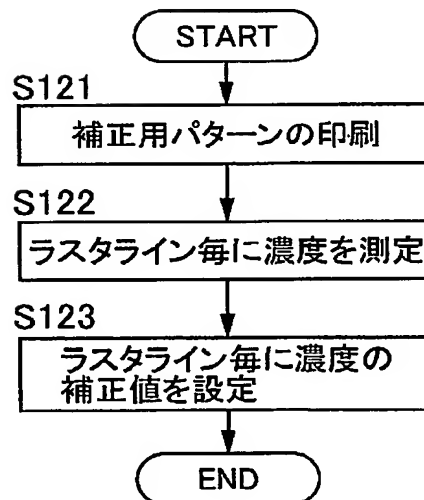 START
S121
補正用パターンの印刷
S122
ラスタライン毎に濃度を測定
S123
ラスタライン毎に濃度の
補正値を設定
END